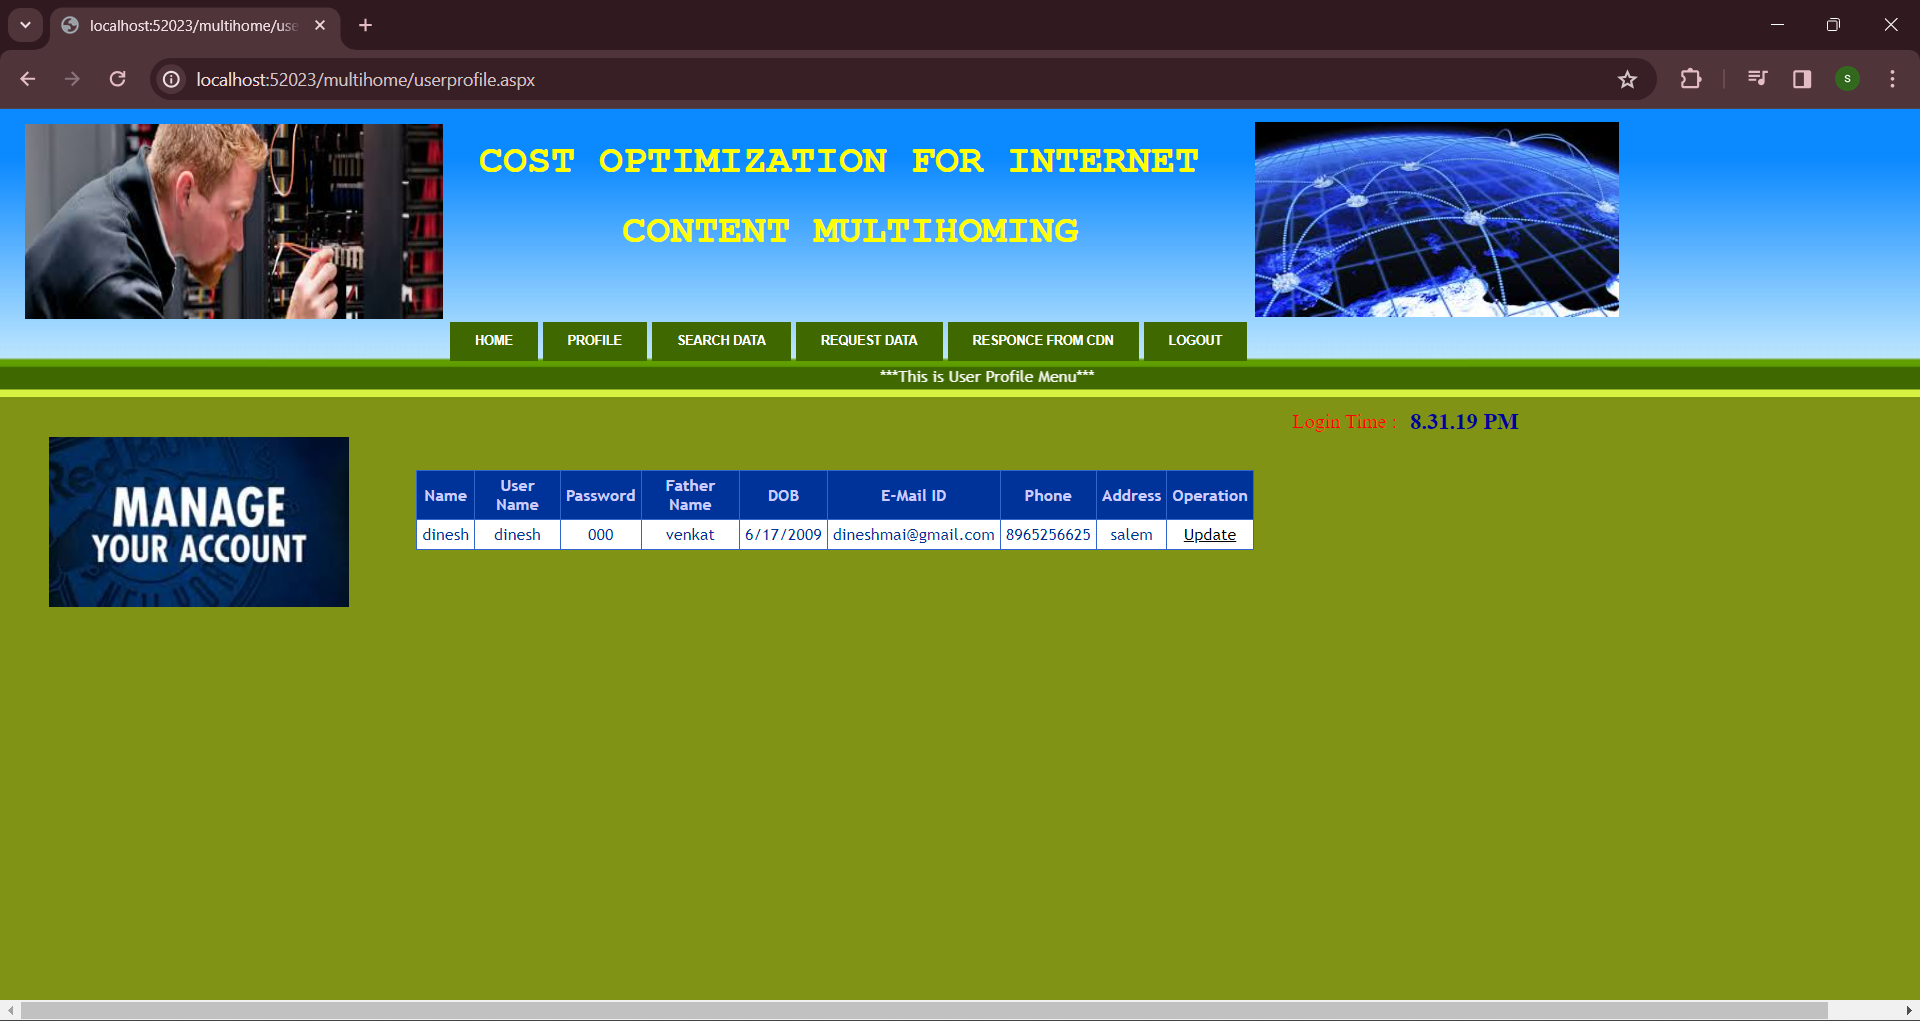 localhost:52023/multihome/use
localhost:52023/multihome/userprofile.aspx
S
COST OPTIMIZATION FOR INTERNET
CONTENT MULTIHOMING
HOME PROFILE SEARCH DATA REQUEST DATA RESPONCE FROM CDN LOGOUT
***This is User Profile Menu***
Login Time : 8.31.19 PM
MANAGE
YOUR ACCOUNT
Name User Name Password Father Name DOB E-Mail ID Phone Address Operation
dinesh dinesh 000 venkat 6/17/2009 dineshmai@gmail.com 8965256625 salem Update